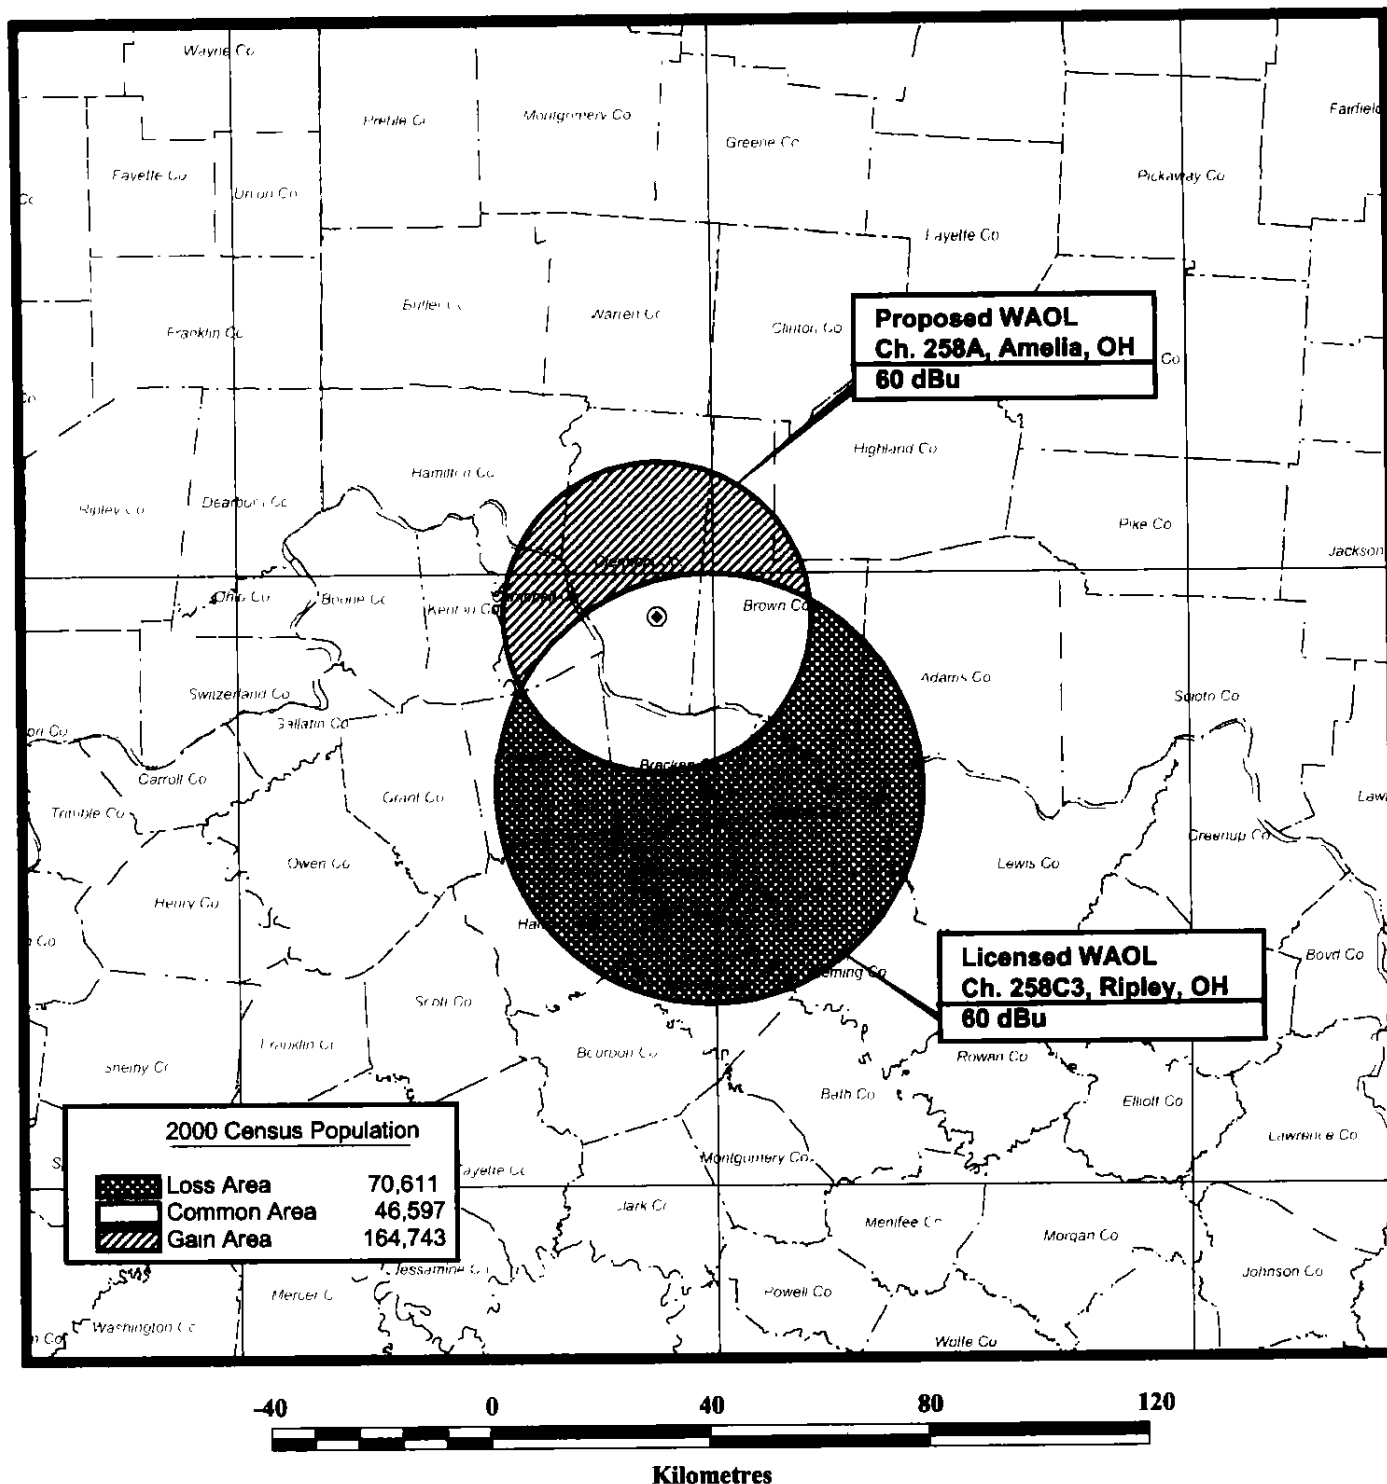 Wayne Co
Preble C
Montgomery Co
Greene Co
Fairfield
Fayette Co
Union Co
Pickaway Co
Co
Fayette Co
Butler Co
Warren Co
Clinton Co
Franklin Co
Proposed WAOL
Ch. 258A, Amelia, OH
60 dBu
Co
Co
Highland Co
Hamilton Co
Dearborn Co
Ripley Co
Pike Co
Jackson
Clermont Co
Ohio Co
Boone Co
Kenton Co
Brown Co
Adams Co
Scioto Co
Switzerland Co
Gallatin Co
on Co
Bracken
Carroll Co
Grant Co
Trimble Co
Law
Greenup Co
Owen Co
Lewis Co
Henry Co
Har
Co
Boyd Co
Licensed WAOL
Ch. 258C3, Ripley, OH
60 dBu
eming Co
Scott Co
Franklin C
Bourbon Co
Rowan Co
Shelby C
Bath Co
Elliott Co
2000 Census Population
Loss Area 70,611
Common Area 46,597
Gain Area 164,743
Lawrence Co
Montgomery Co
ayette Co
Clark C
Menifee C
Morgan Co
Jessamine C
Johnson Co
Mercer C
Powell Co
Washington Co
n Co
Wolfe Co
-40 0 40 80 120
Kilometres